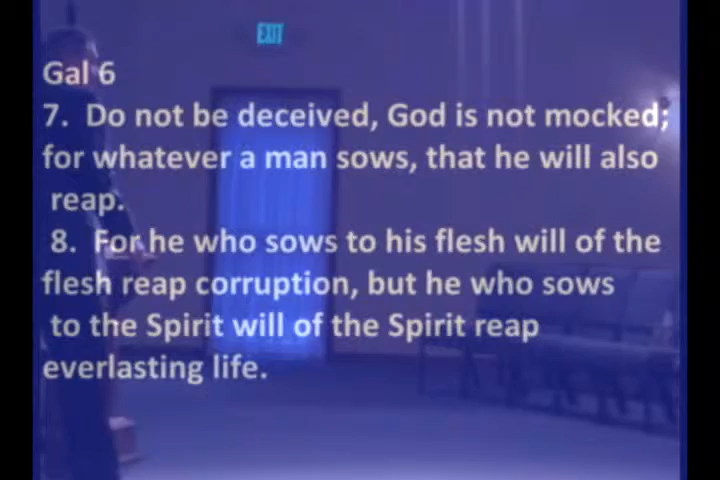 EXIT
Gal 6
7. Do not be deceived, God is not mocked;
for whatever a man sows, that he will also
reap.
8. For he who sows to his flesh will of the
flesh reap corruption, but he who sows
to the Spirit will of the Spirit reap
everlasting life.